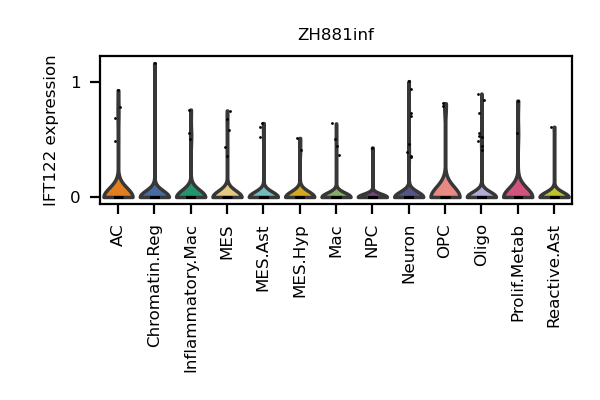 ZH881inf
IFT122 expression
1
0
AC
Chromatin.Reg
Inflammatory.Mac
MES
MES.Ast
MES.Hyp
Mac
NPC
Neuron
OPC
Oligo
Prolif.Metab
Reactive.Ast